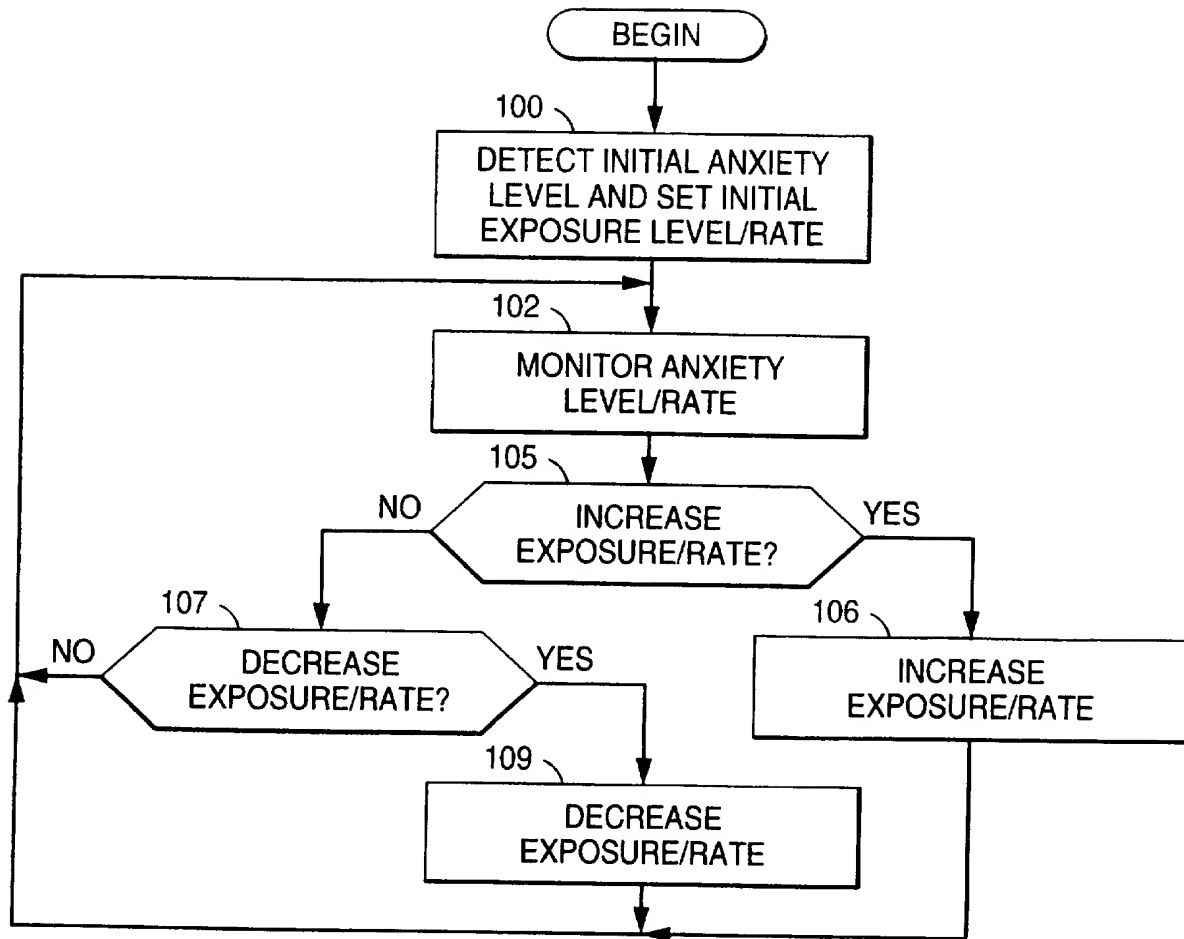 BEGIN
100
DETECT INITIAL ANXIETY
LEVEL AND SET INITIAL
EXPOSURE LEVEL/RATE
102
MONITOR ANXIETY
LEVEL/RATE
105
NO
INCREASE
EXPOSURE/RATE?
YES
107
NO
DECREASE
EXPOSURE/RATE?
YES
106
INCREASE
EXPOSURE/RATE
109
DECREASE
EXPOSURE/RATE